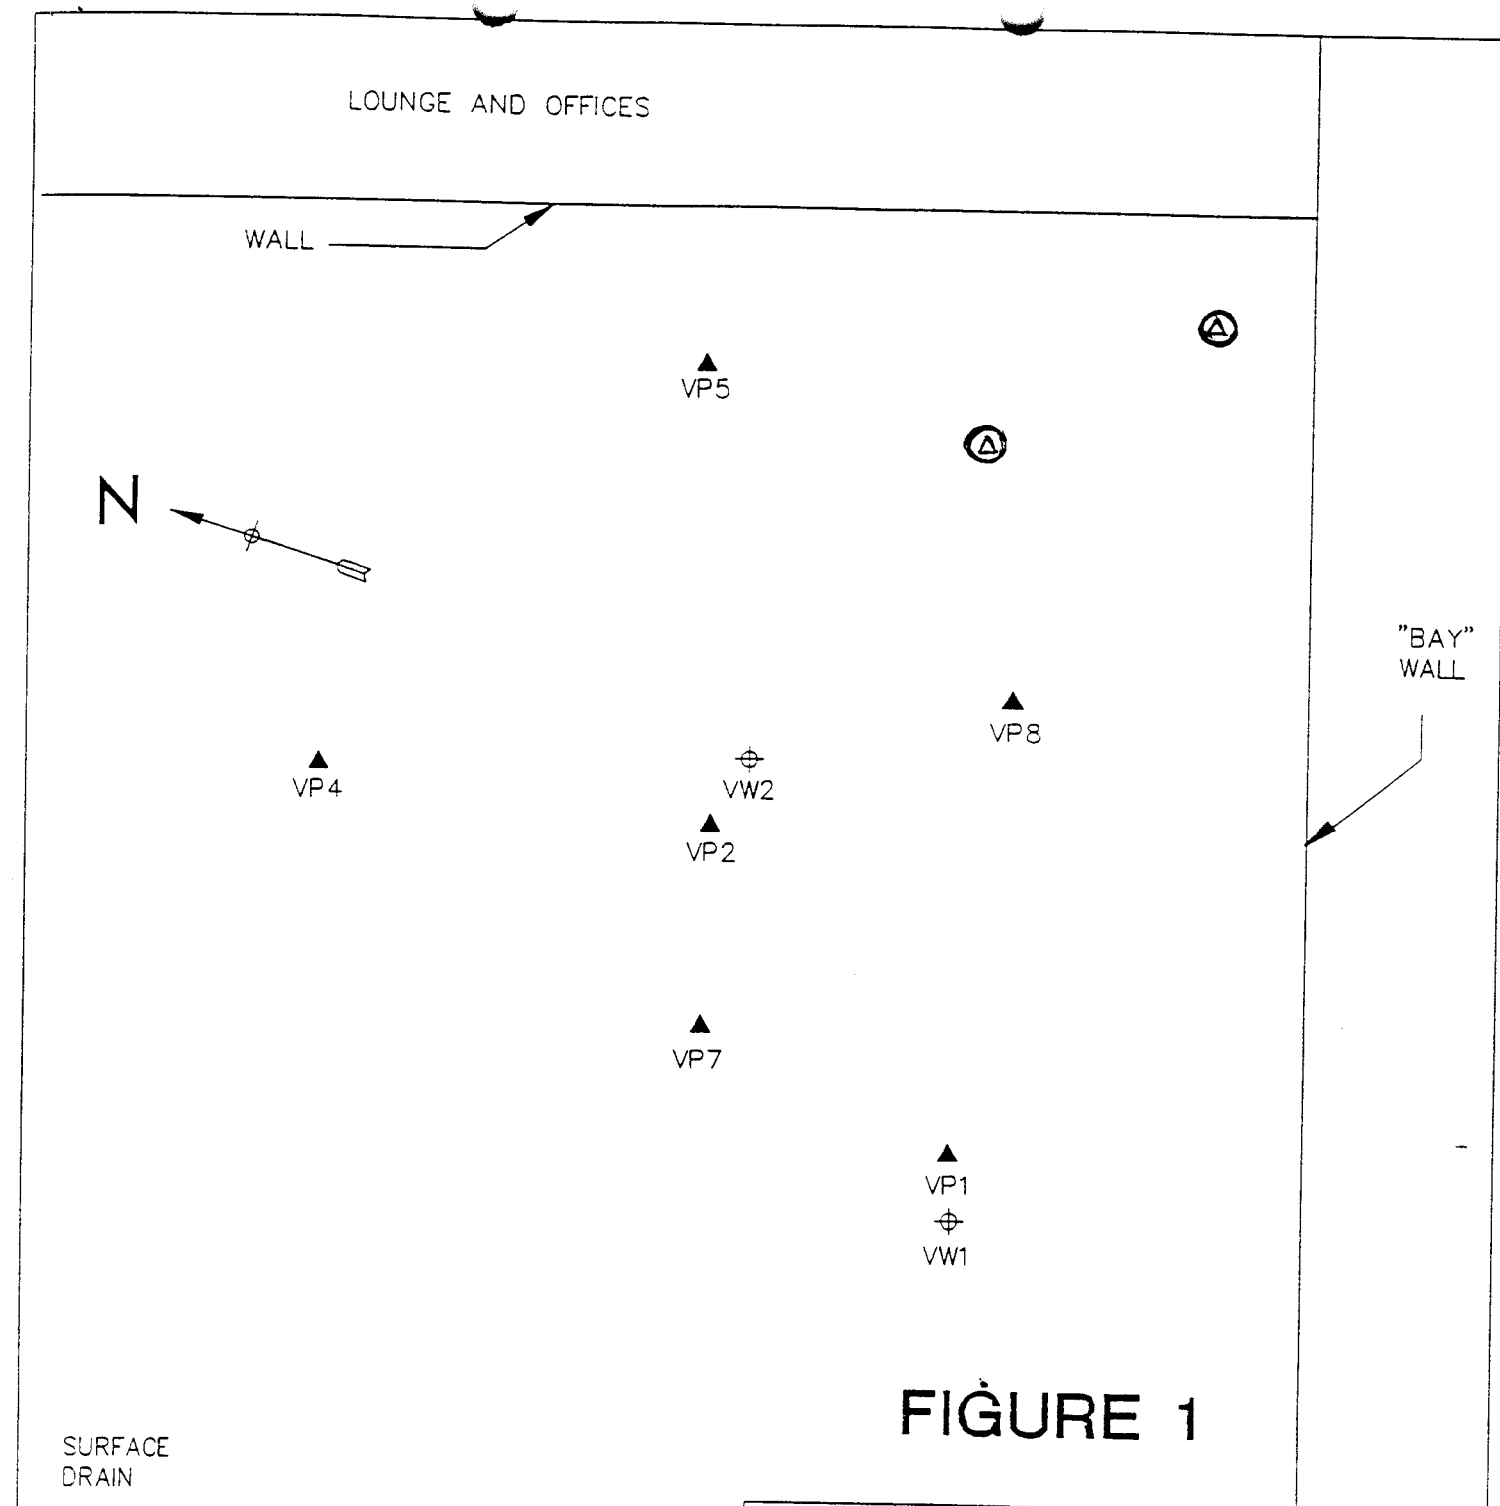 LOUNGE AND OFFICES
WALL
VP5
N
"BAY"
WALL
VP8
VP4
VW2
VP2
VP7
VP1
VW1
FIGURE 1
SURFACE
DRAIN